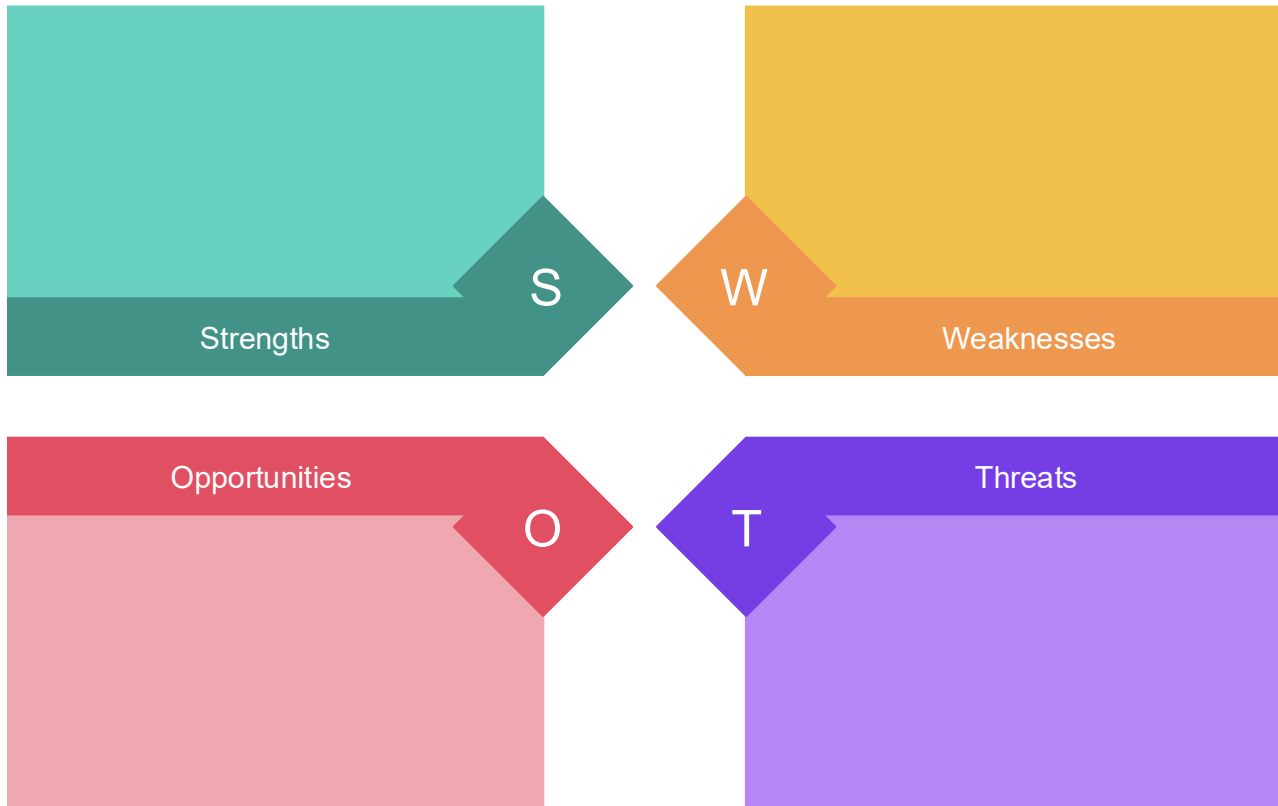 S
W
Strengths
Weaknesses
Opportunities
Threats
O
T